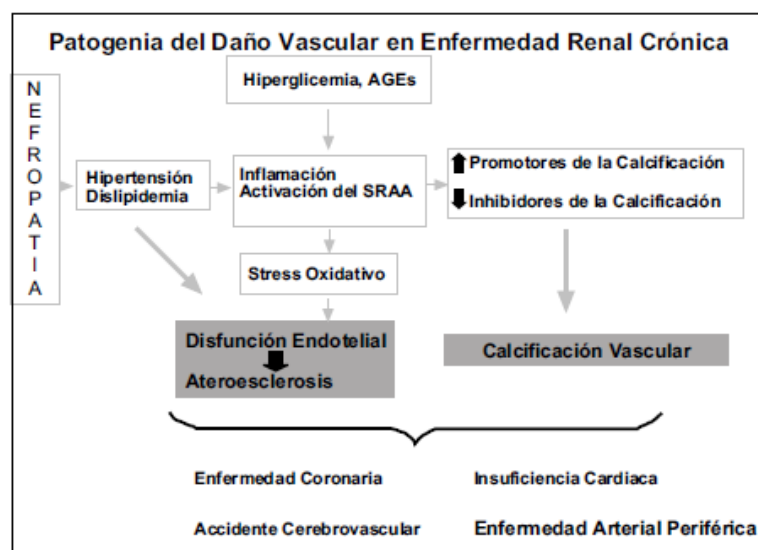 Patogenia del Daño Vascular en Enfermedad Renal Crónica
NEFROPATIA
Hiperglicemia, AGEs
Hipertensión
Dislipidemia
Inflamación
Activación del SRAA
Promotores de la Calcificación
Inhibidores de la Calcificación
Stress Oxidativo
Disfunción Endotelial
Ateroesclerosis
Calcificación Vascular
Enfermedad Coronaria
Insuficiencia Cardiaca
Accidente Cerebrovascular
Enfermedad Arterial Periférica